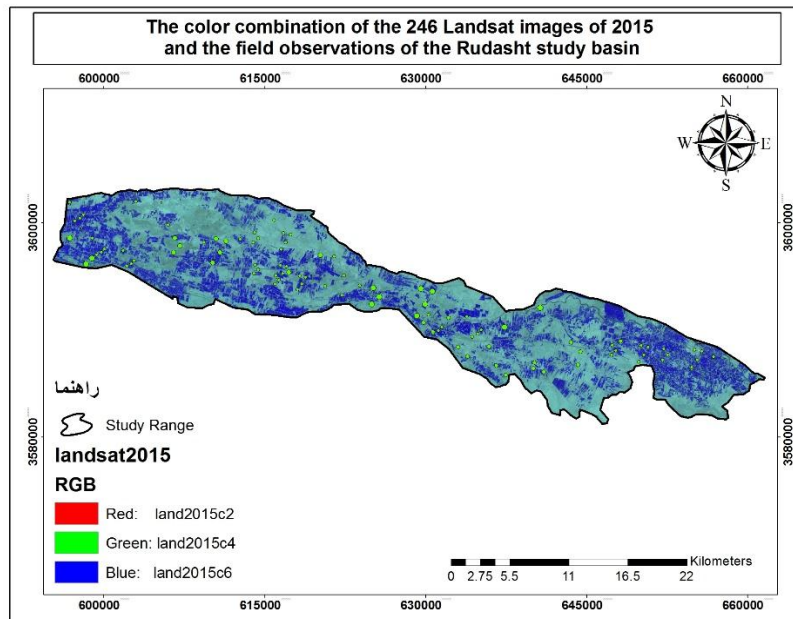 The color combination of the 246 Landsat images of 2015
and the field observations of the Rudasht study basin
600000 615000 630000 645000 660000
N
W E
S
3600000 3600000
راهنما
Study Range
3580000 3580000
landsat2015
RGB
Red: land2015c2
Green: land2015c4
Blue: land2015c6
Kilometers
0 2.75 5.5 11 16.5 22
600000 615000 630000 645000 660000